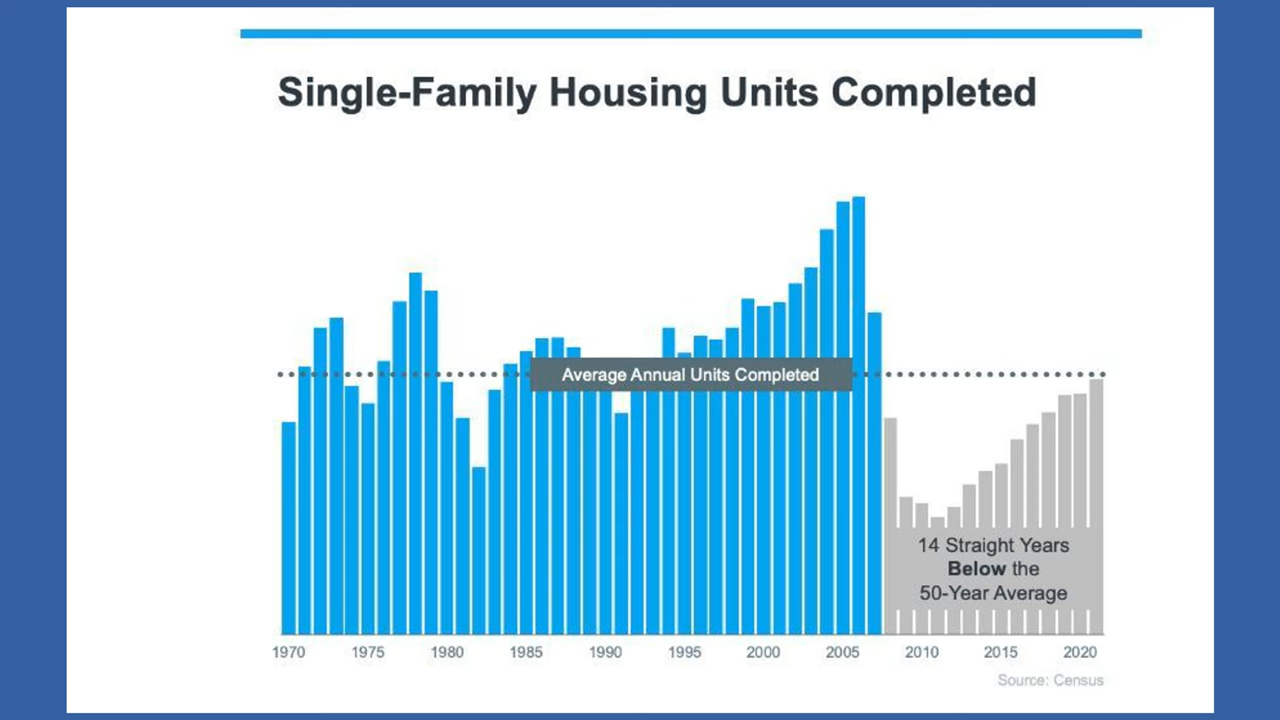 Single-Family Housing Units Completed
Average Annual Units Completed
14 Straight Years
Below the
50-Year Average
1970 1975 1980 1985 1990 1995 2000 2005 2010 2015 2020
Source: Census